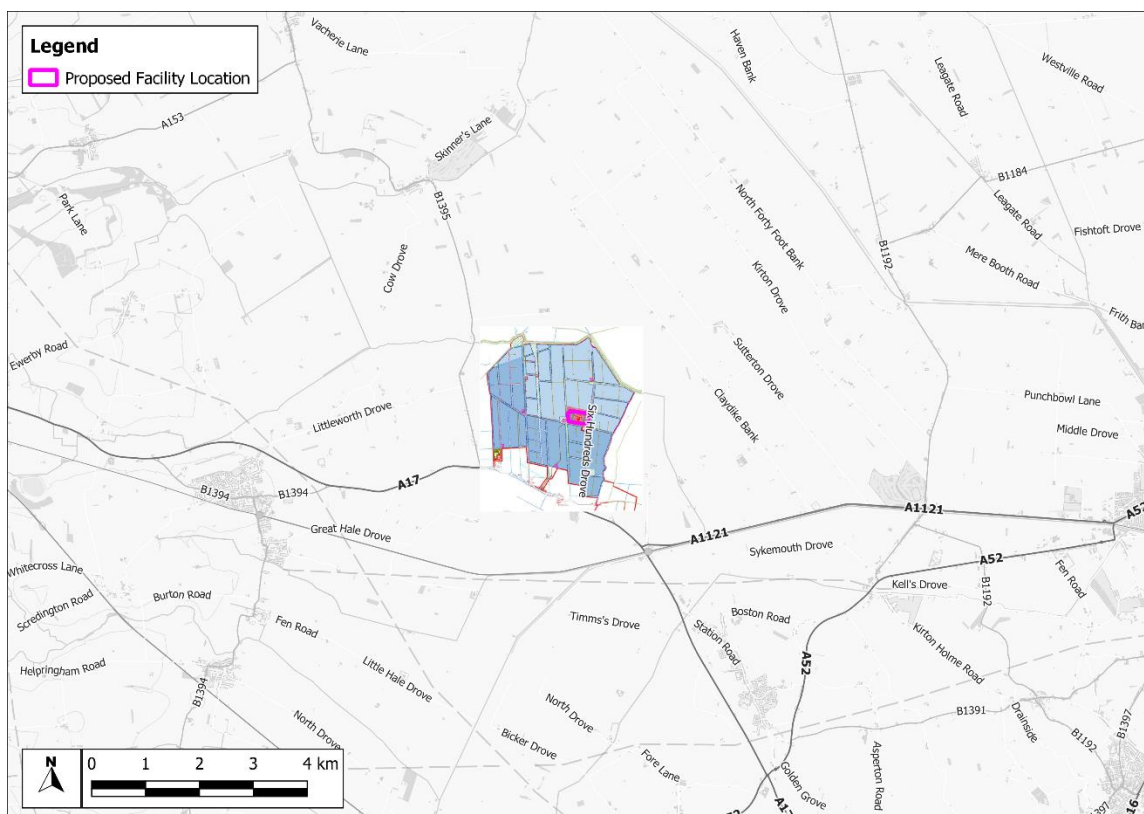 Legend
Proposed Facility Location
Vacherie Lane
A153
Skinner's Lane
Park Lane
B1395
Cow Drove
Haven Bank
Leagate Road
Westville Road
B1184
Leagate Road
Fishtoft Drove
North Forty Foot Bank
Kirton Drove
B1192
Mere Booth Road
Ewerby Road
Sutterton Drove
Claydike Bank
Punchbowl Lane
Middle Drove
Littleworth Drove
Six Hundreds Drove
A17
B1394
B1394
Great Hale Drove
A1121
A1121
Sykemouth Drove
A52
Fen Road
Whitecross Lane
Scredington Road
Burton Road
Fen Road
Helpringham Road
B1394
Little Hale Drove
North Drove
Timms's Drove
Boston Road
Station Road
Kell's Drove
B1192
Kirton Holme Road
A52
B1391
Drainside
B1192
B1397
North Drove
Bicker Drove
Fore Lane
Golden Grove
Asperton Road
N
0 1 2 3 4 km